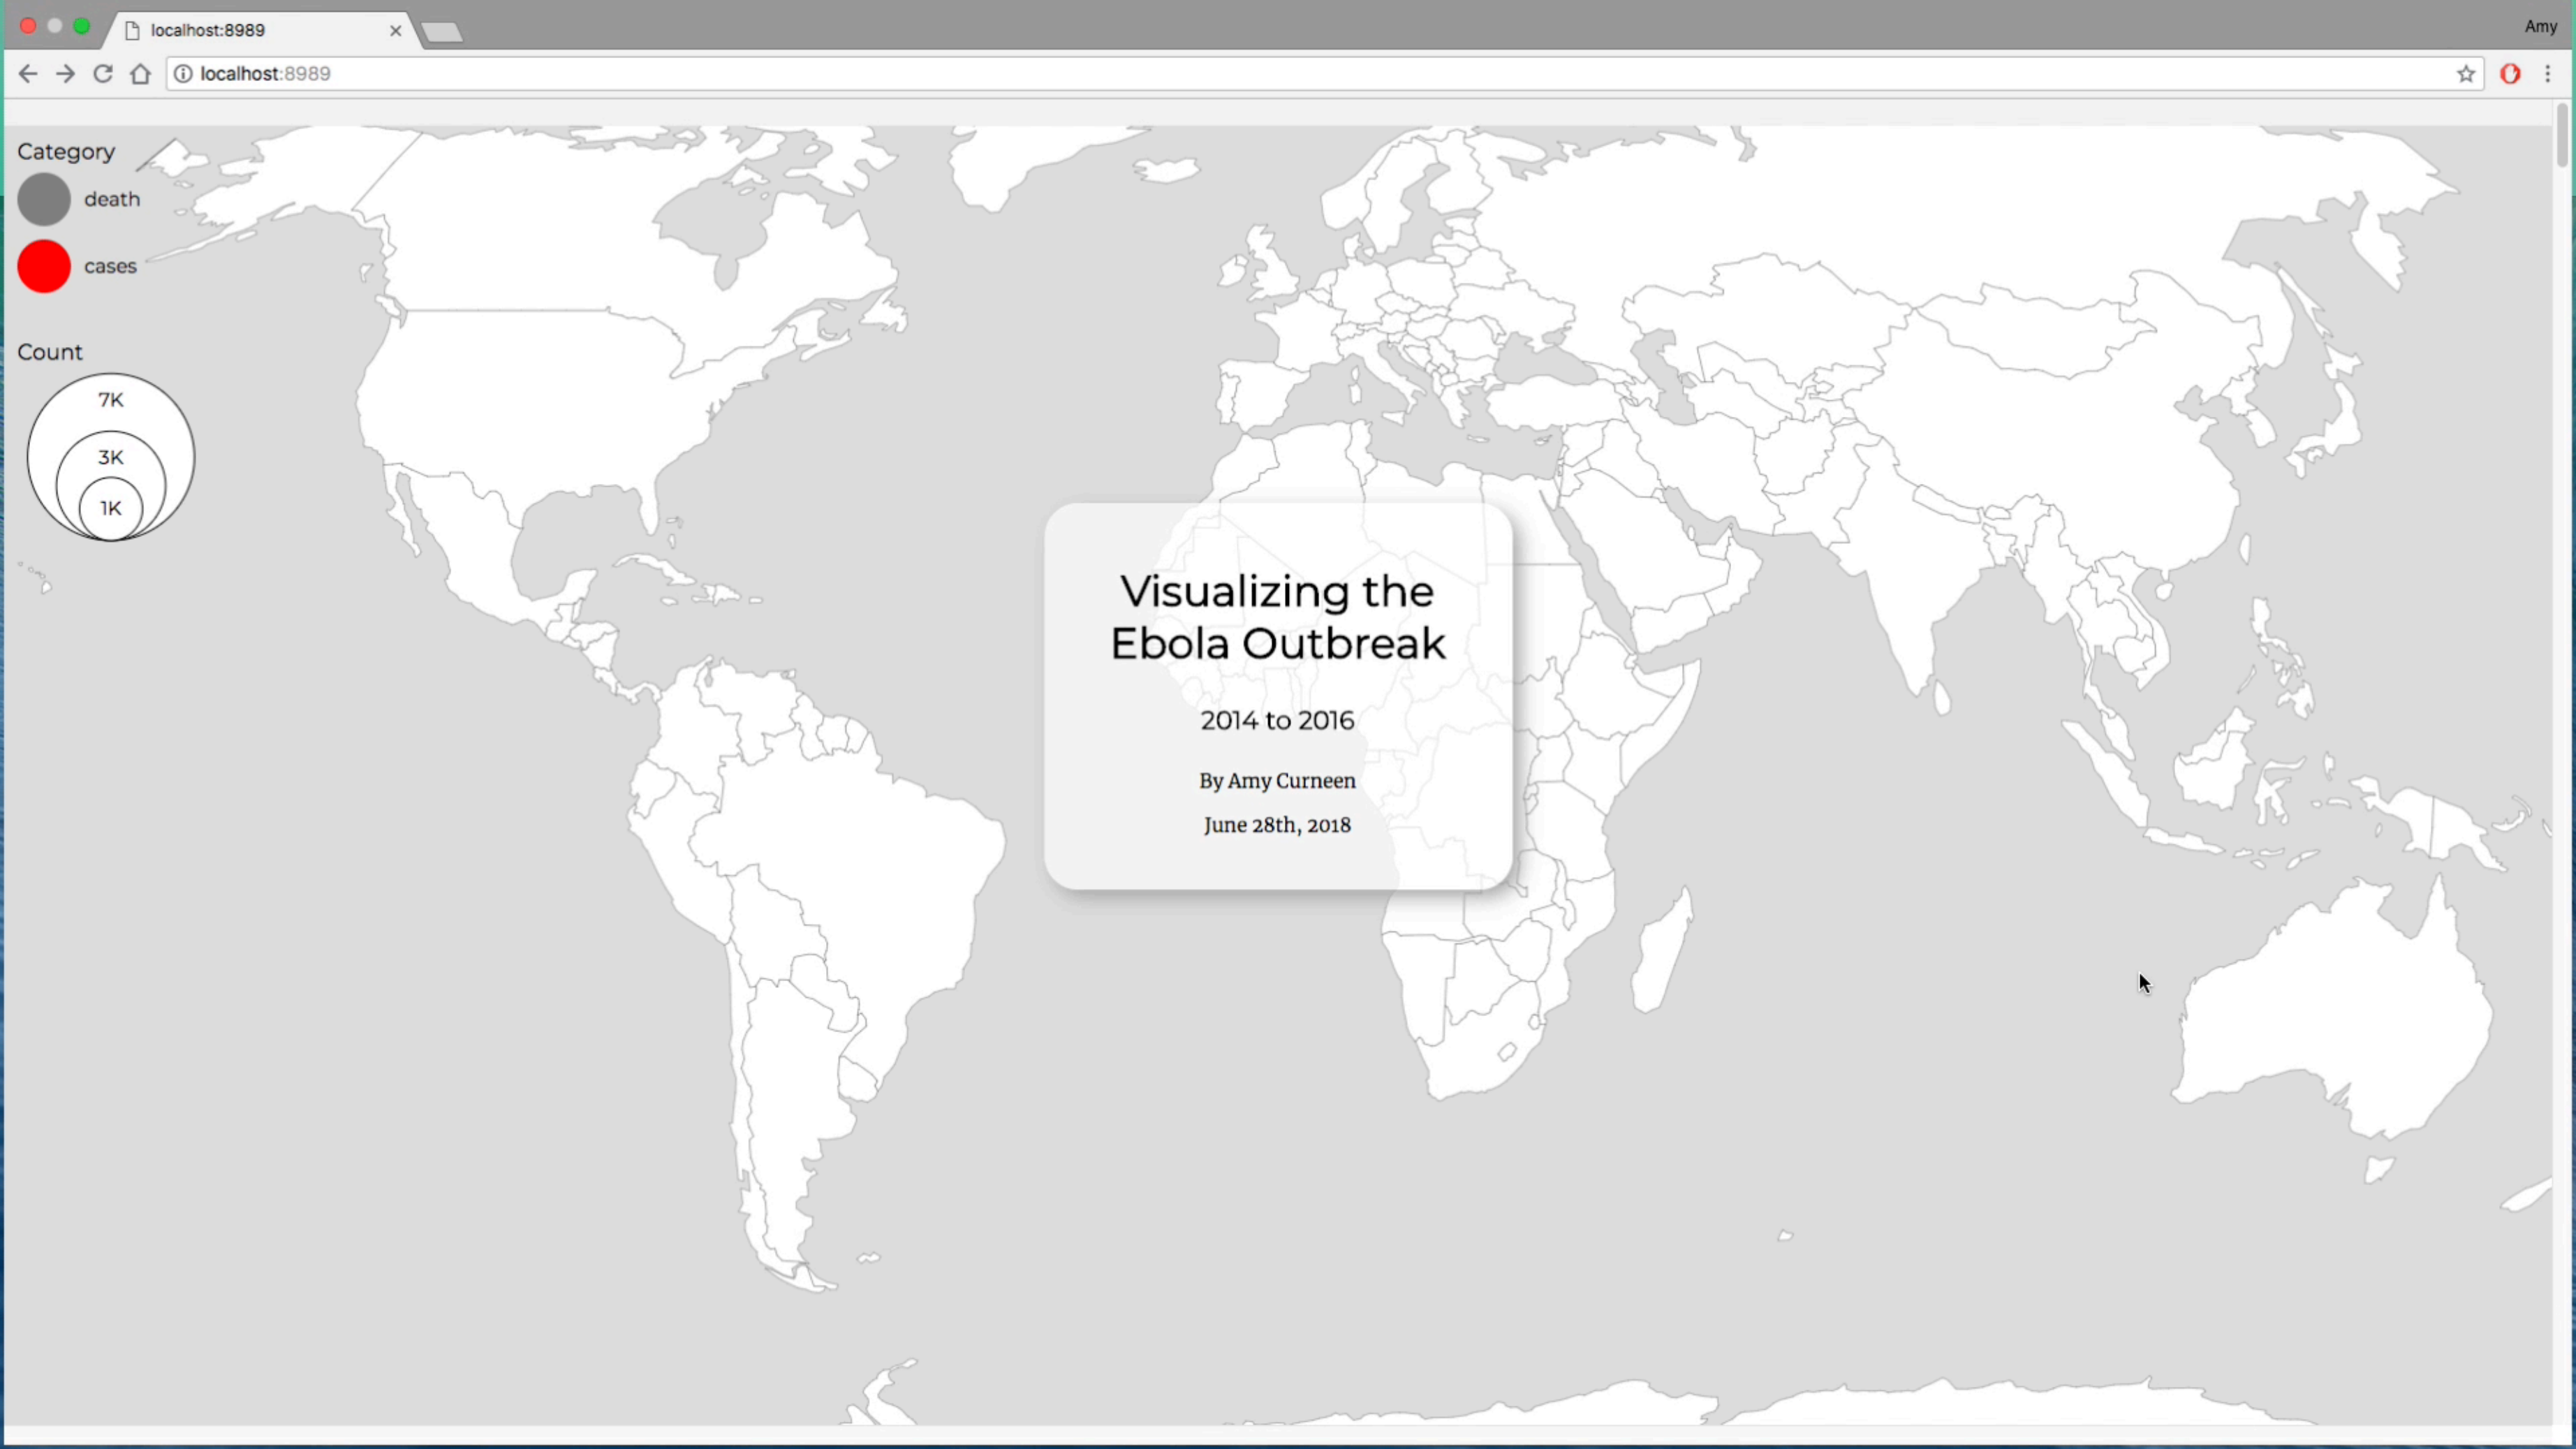 localhost:8989
Amy
localhost:8989
Category
death
cases
Count
7K
3K
1K
Visualizing the
Ebola Outbreak
2014 to 2016
By Amy Curneen
June 28th, 2018